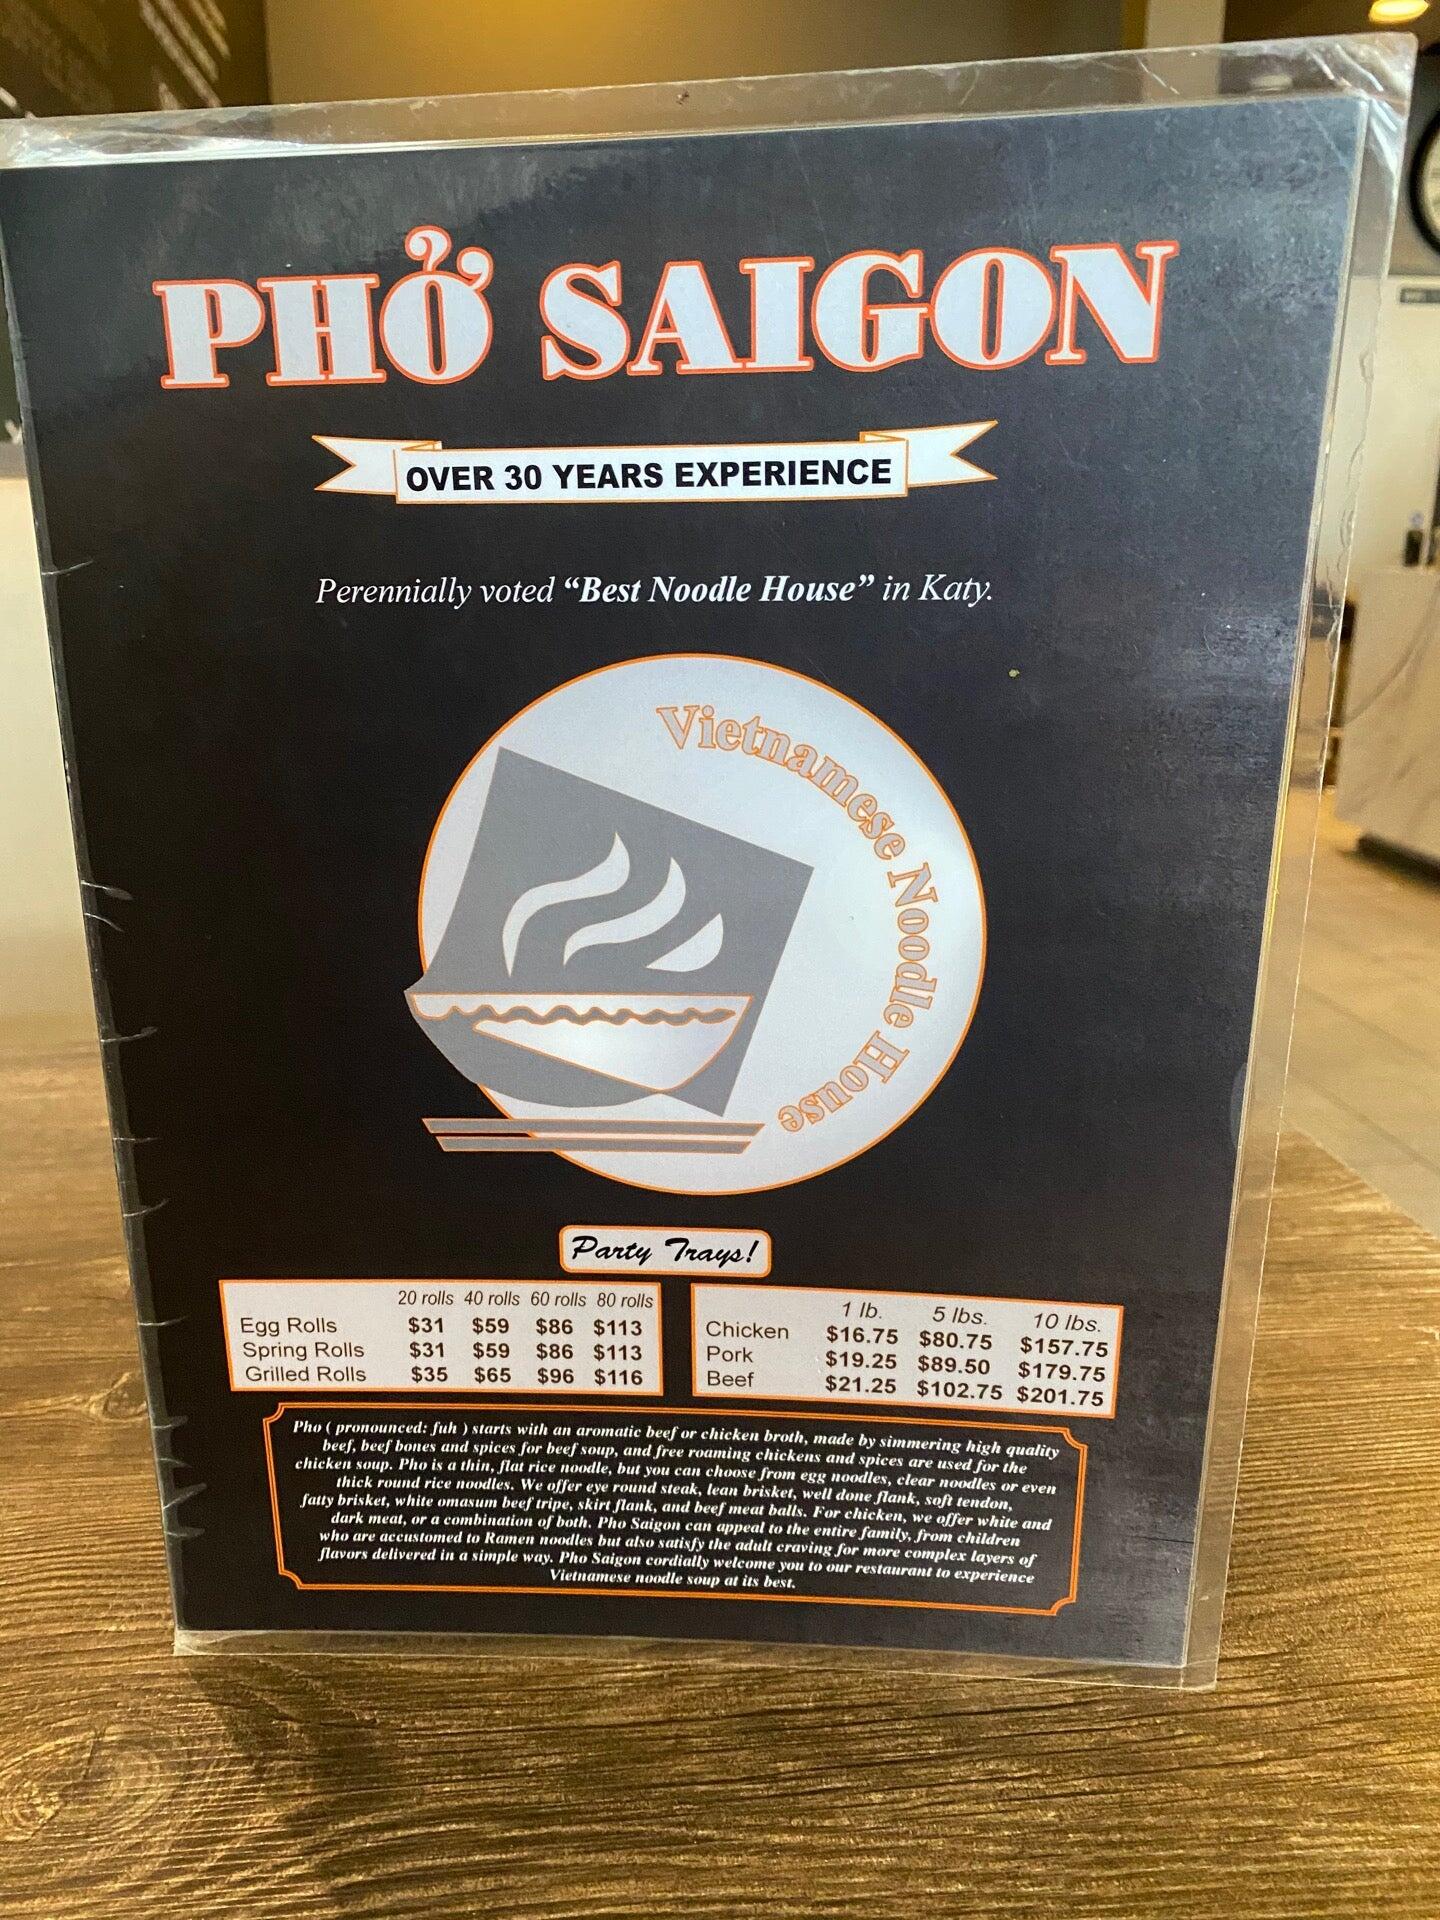 PHỞ SAIGON
OVER 30 YEARS EXPERIENCE
Perennially voted “Best Noodle House” in Katy.
Vietnamese Noodle House
Party Trays!
20 rolls 40 rolls 60 rolls 80 rolls
Egg Rolls $31 $59 $86 $113
Spring Rolls $31 $59 $86 $113
Grilled Rolls $35 $65 $96 $116
1 lb. 5 lbs. 10 lbs.
Chicken $16.75 $80.75 $157.75
Pork $19.25 $89.50 $179.75
Beef $21.25 $102.75 $201.75
Pho ( pronounced: fuh ) starts with an aromatic beef or chicken broth, made by simmering high quality
beef, beef bones and spices for beef soup, and free roaming chickens and spices are used for the
chicken soup. Pho is a thin, flat rice noodle, but you can choose from egg noodles, clear noodles or even
thick round rice noodles. We offer eye round steak, lean brisket, well done flank, soft tendon,
fatty brisket, white omasum beef tripe, skirt flank, and beef meat balls. For chicken, we offer white and
dark meat, or a combination of both. Pho Saigon can appeal to the entire family, from children
who are accustomed to Ramen noodles but also satisfy the adult craving for more complex layers of
flavors delivered in a simple way. Pho Saigon cordially welcome you to our restaurant to experience
Vietnamese noodle soup at its best.